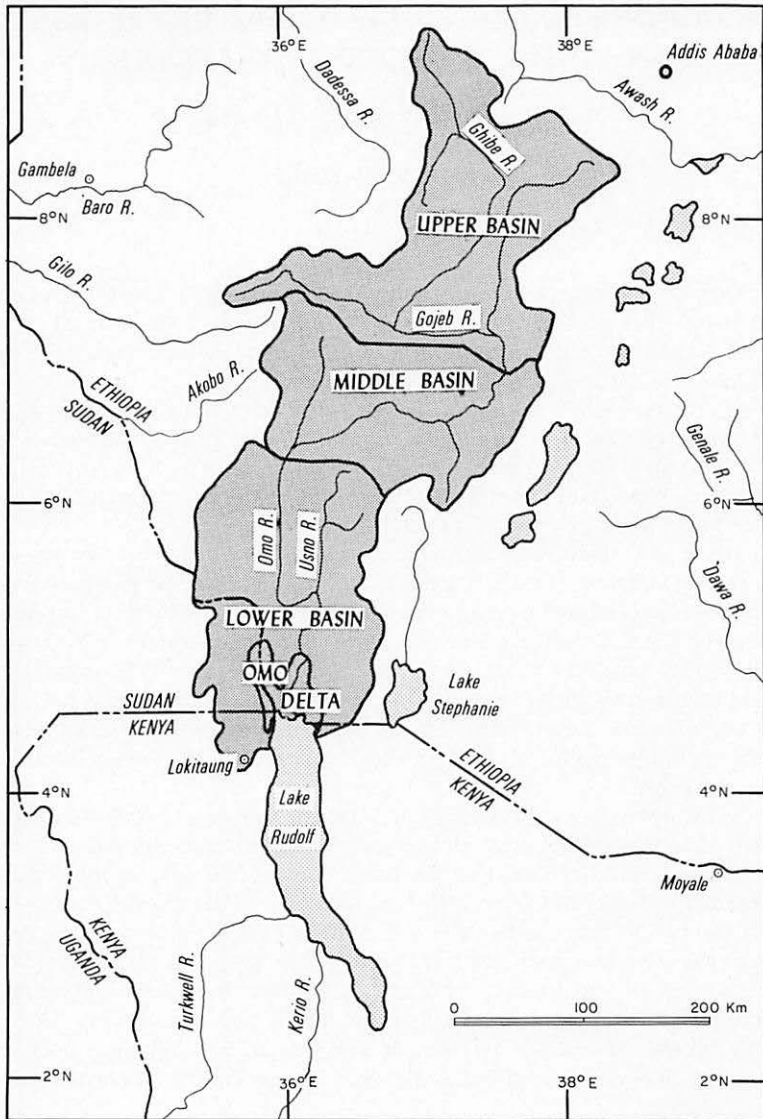 36°E
38°E
Addis Ababa
Dadessa R.
Awash R.
Ghibe R.
Gambela
Baro R.
8°N
8°N
UPPER BASIN
Gilo R.
Gojeb R.
ETHIOPIA
SUDAN
Akobo R.
MIDDLE BASIN
Genale R.
6°N
6°N
Omo R.
Usno R.
Dawa R.
LOWER BASIN
OMO
DELTA
Lake
Stephanie
SUDAN
KENYA
ETHIOPIA
KENYA
Lokitaung
4°N
4°N
Lake
Rudolf
Moyale
KENYA
UGANDA
Turkwell R.
Kerio R.
0 100 200 Km
2°N
2°N
36°E
38°E